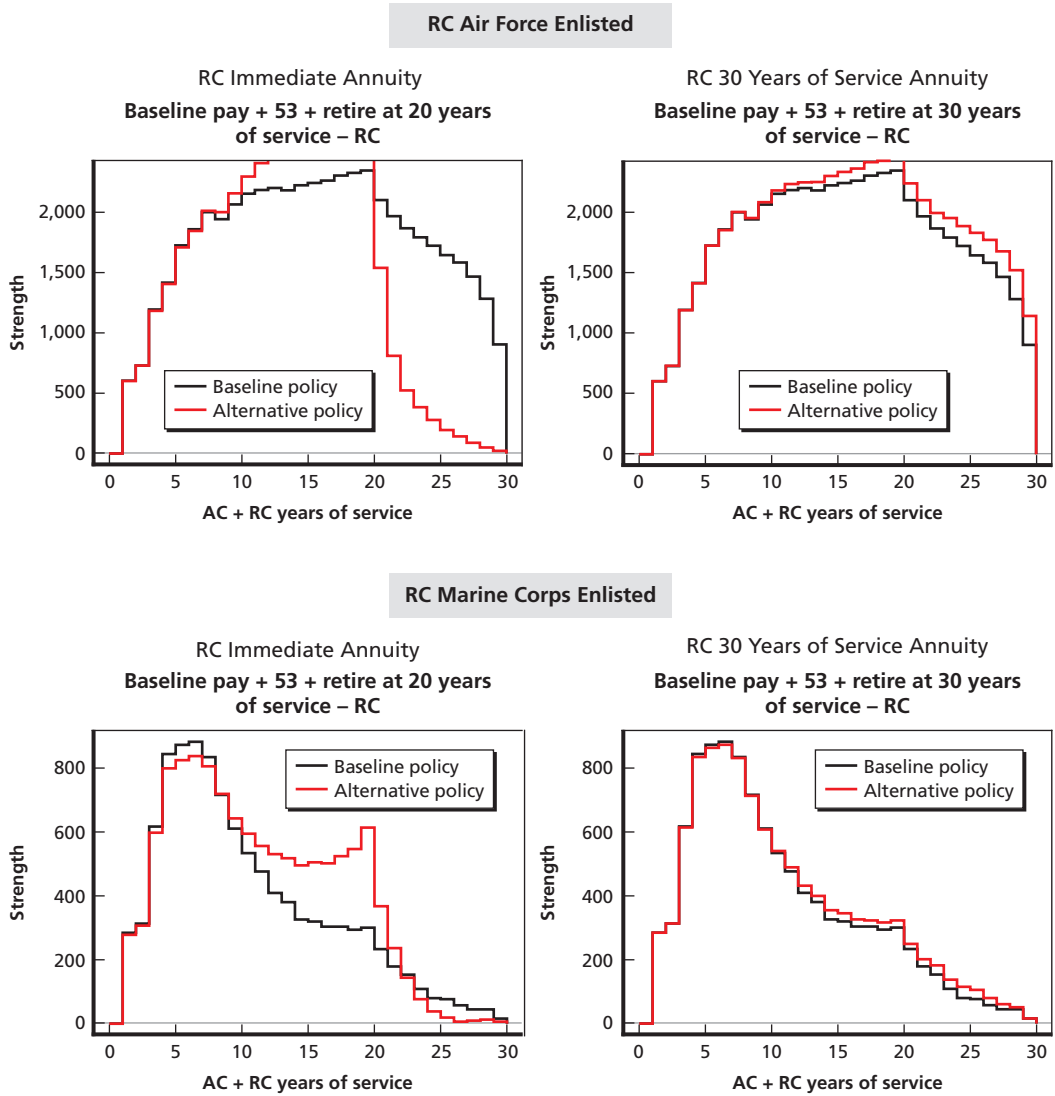 RC Air Force Enlisted
RC Immediate Annuity
Baseline pay + 53 + retire at 20 years
of service – RC
Strength
2,000
1,500
1,000
500
0
Baseline policy
Alternative policy
0 5 10 15 20 25 30
AC + RC years of service
RC 30 Years of Service Annuity
Baseline pay + 53 + retire at 30 years
of service – RC
Strength
2,000
1,500
1,000
500
0
Baseline policy
Alternative policy
0 5 10 15 20 25 30
AC + RC years of service
RC Marine Corps Enlisted
RC Immediate Annuity
Baseline pay + 53 + retire at 20 years
of service – RC
Strength
800
600
400
200
0
Baseline policy
Alternative policy
0 5 10 15 20 25 30
AC + RC years of service
RC 30 Years of Service Annuity
Baseline pay + 53 + retire at 30 years
of service – RC
Strength
800
600
400
200
0
Baseline policy
Alternative policy
0 5 10 15 20 25 30
AC + RC years of service